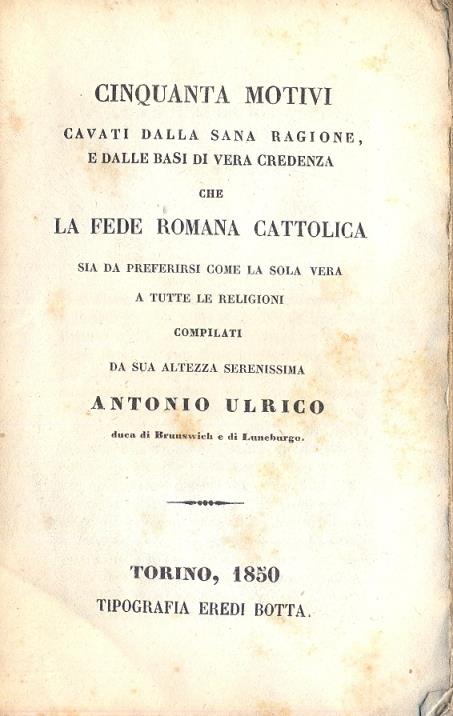 CINQUANTA MOTIVI
CAVATI DALLA SANA RAGIONE,
E DALLE BASI DI VERA CREDENZA
CHE
LA FEDE ROMANA CATTOLICA
SIA DA PREFERIRSI COME LA SOLA VERA
A TUTTE LE RELIGIONI
COMPILATI
DA SUA ALTEZZA SERENISSIMA
ANTONIO ULRICO
duca di Brunswich e di Luneburgo.
TORINO, 1850
TIPOGRAFIA EREDI BOTTA.